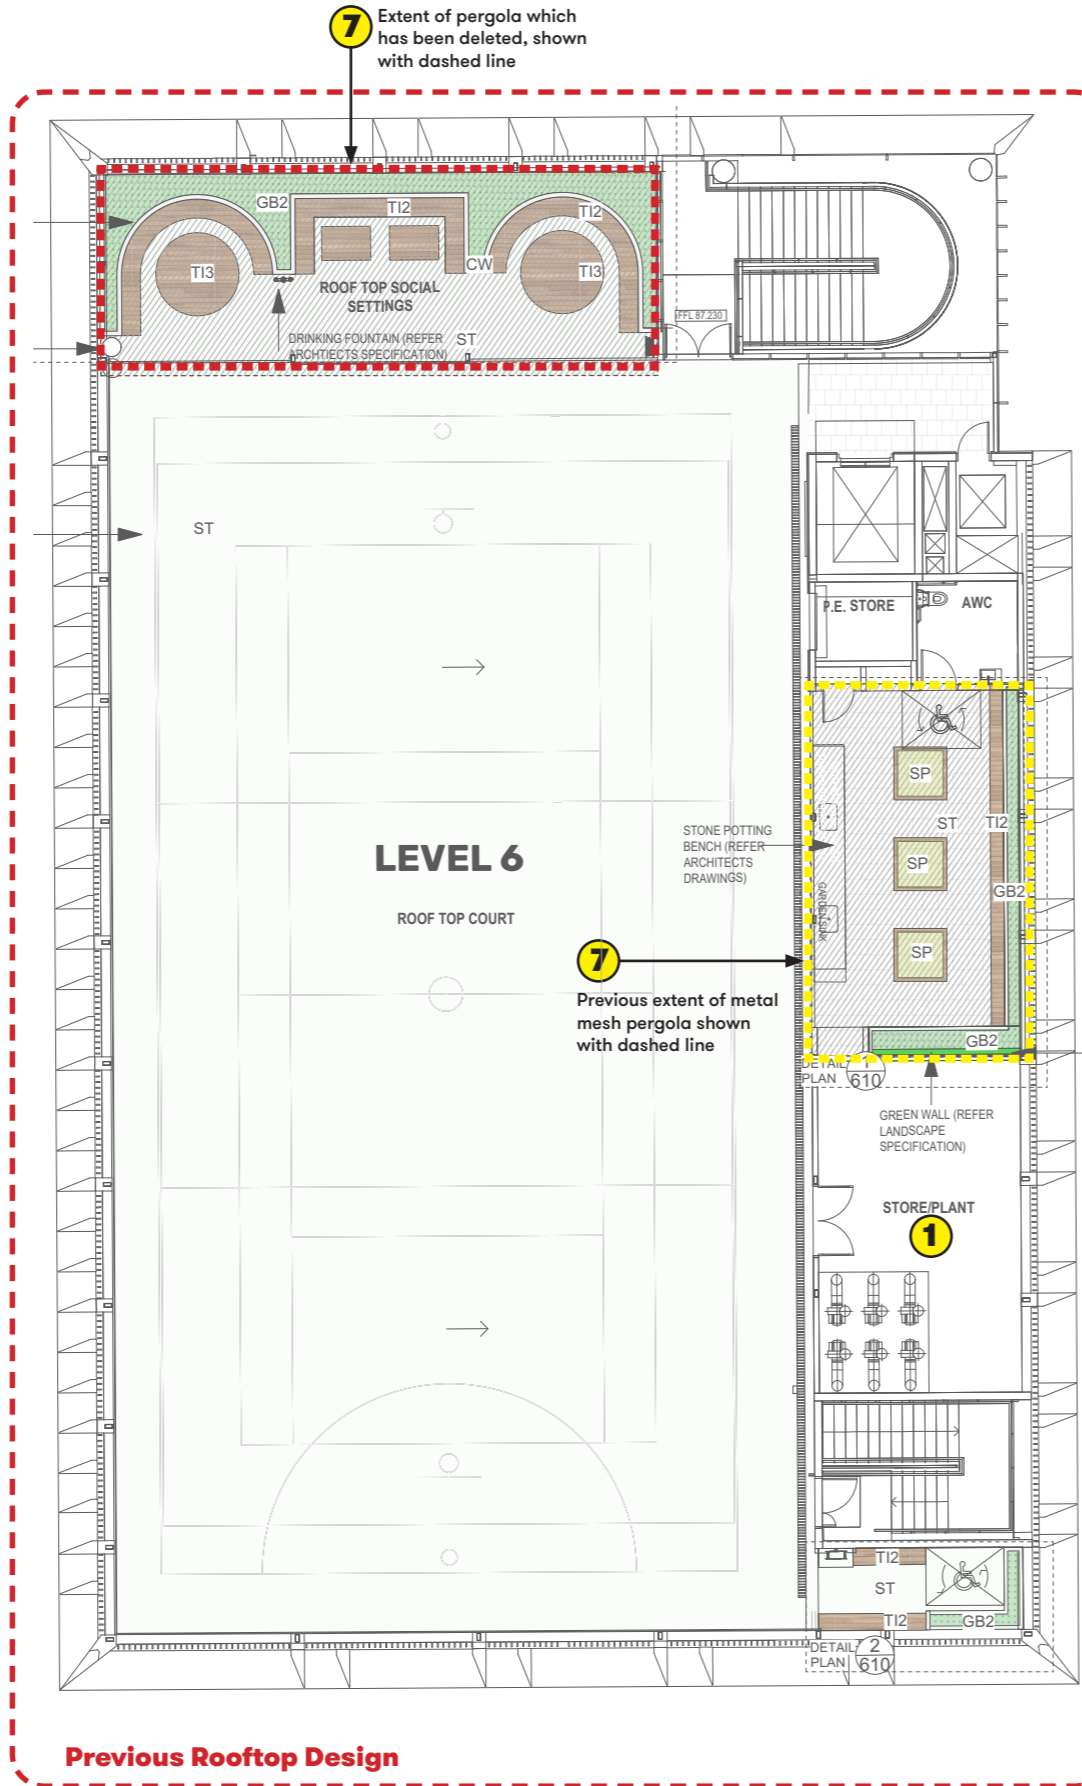 7
Extent of pergola which
has been deleted, shown
with dashed line
GB2
TI2
TI2
TI3
CW
TI3
ROOF TOP SOCIAL
SETTINGS
DRINKING FOUNTAIN (REFER
ARCHTIECTS SPECIFICATION)
ST
FFL 87.230
ST
P.E. STORE
AWC
SP
ST
TI2
STONE POTTING
BENCH (REFER
ARCHITECTS
DRAWINGS)
SP
GB2
GARDEN SINK
SP
LEVEL 6
ROOF TOP COURT
7
Previous extent of metal
mesh pergola shown
with dashed line
GB2
DETAIL
PLAN
1
610
GREEN WALL (REFER
LANDSCAPE
SPECIFICATION)
STORE/PLANT
1
TI2
ST
TI2
GB2
DETAIL
PLAN
2
610
Previous Rooftop Design